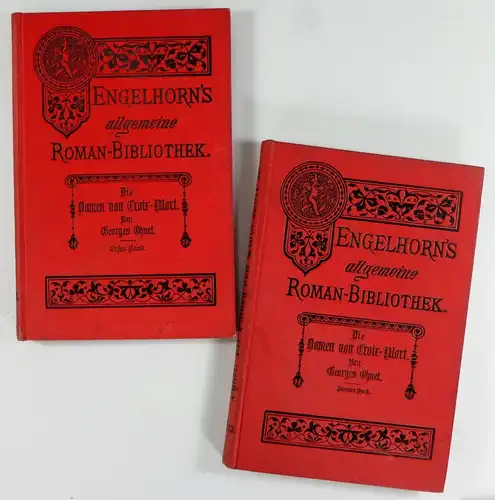 ENGELHORN'S
allgemeine
ROMAN-BIBLIOTHEK.
Die
Damen von Croix-Mort.
Von
Georges Ohnet.
Erster Band.
ENGELHORN'S
allgemeine
ROMAN-BIBLIOTHEK.
Die
Damen von Croix-Mort.
Von
Georges Ohnet.
Zweiter Band.